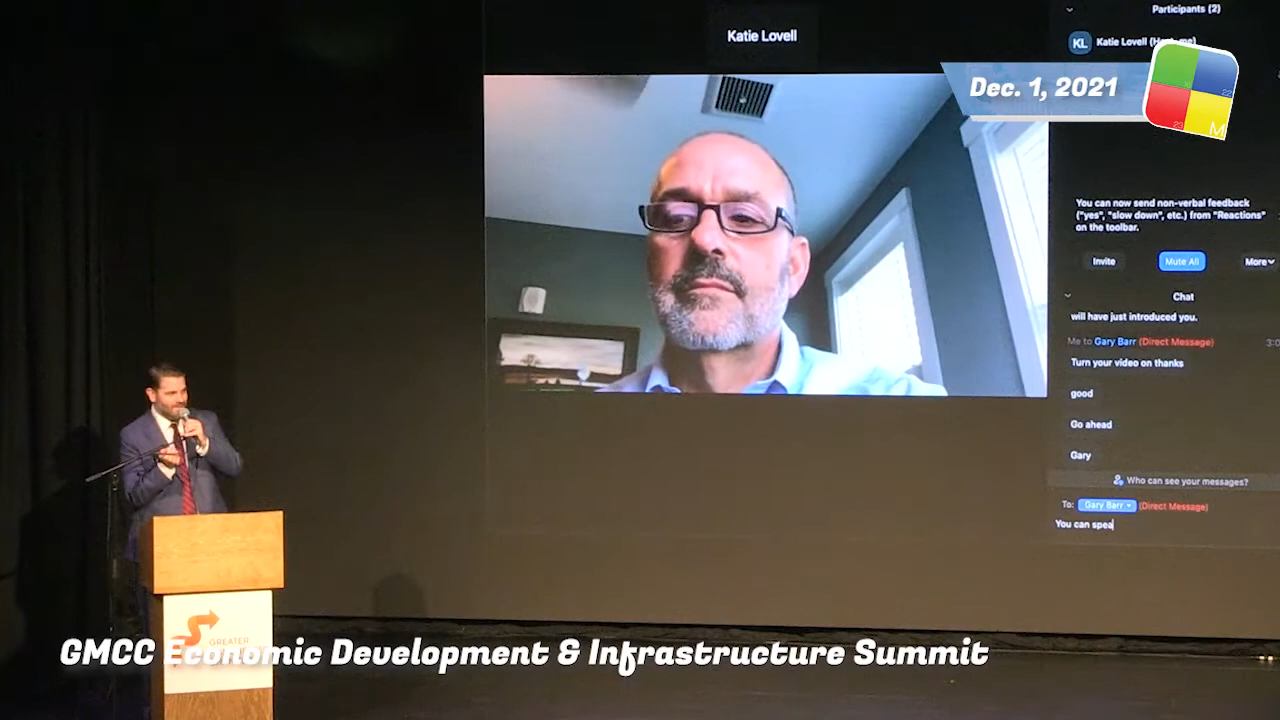 Katie Lovell
Participants (2)
KL
Katie Lovell
Dec. 1, 2021
22
23
M
You can now send non-verbal feedback
("yes", "slow down", etc.) from "Reactions"
on the toolbar.
Invite
Mute All
More
Chat
will have just introduced you.
Me to Gary Barr (Direct Message)
Turn your video on thanks
good
Go ahead
Gary
Who can see your messages?
To: Gary Barr (Direct Message)
You can spea
GREATER
GMCC Economic Development & Infrastructure Summit